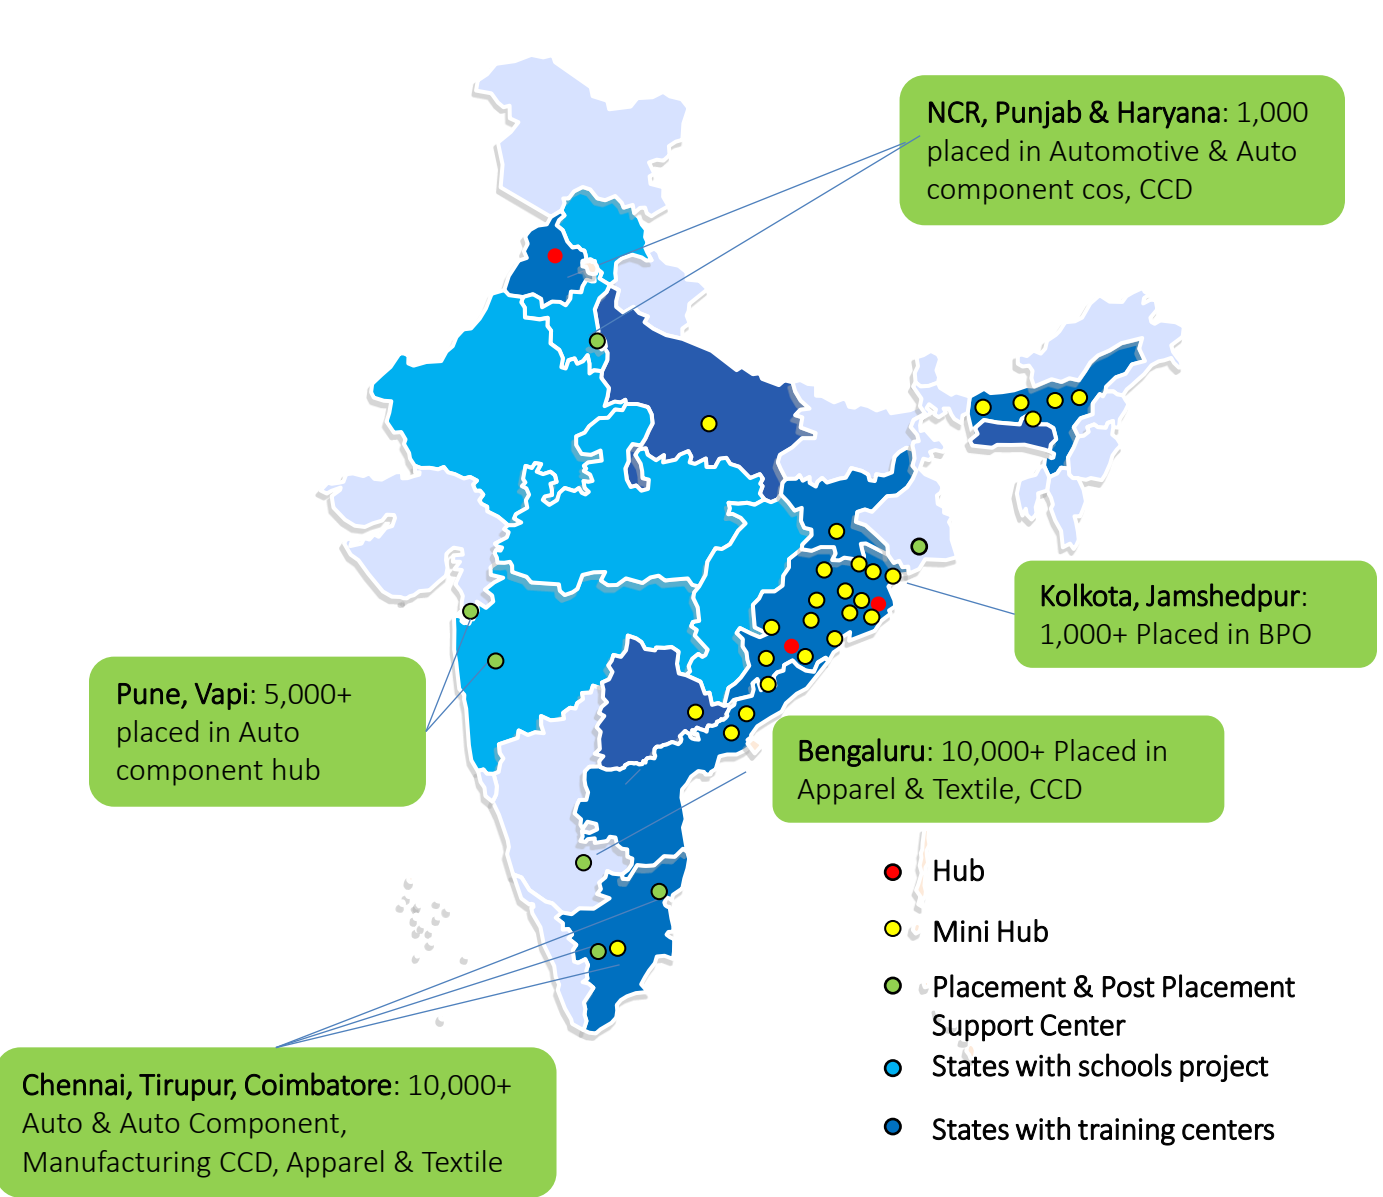 NCR, Punjab & Haryana: 1,000
placed in Automotive & Auto
component cos, CCD
Kolkota, Jamshedpur:
1,000+ Placed in BPO
Pune, Vapi: 5,000+
placed in Auto
component hub
Bengaluru: 10,000+ Placed in
Apparel & Textile, CCD
Hub
Mini Hub
Placement & Post Placement
Support Center
States with schools project
States with training centers
Chennai, Tirupur, Coimbatore: 10,000+
Auto & Auto Component,
Manufacturing CCD, Apparel & Textile